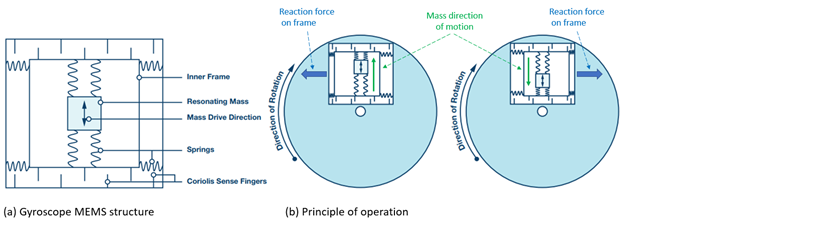 Inner Frame
Resonating Mass
Mass Drive Direction
Springs
Coriolis Sense Fingers
(a) Gyroscope MEMS structure
Reaction force
on frame
Mass direction
of motion
Reaction force
on frame
Direction of Rotation
Direction of Rotation
(b) Principle of operation